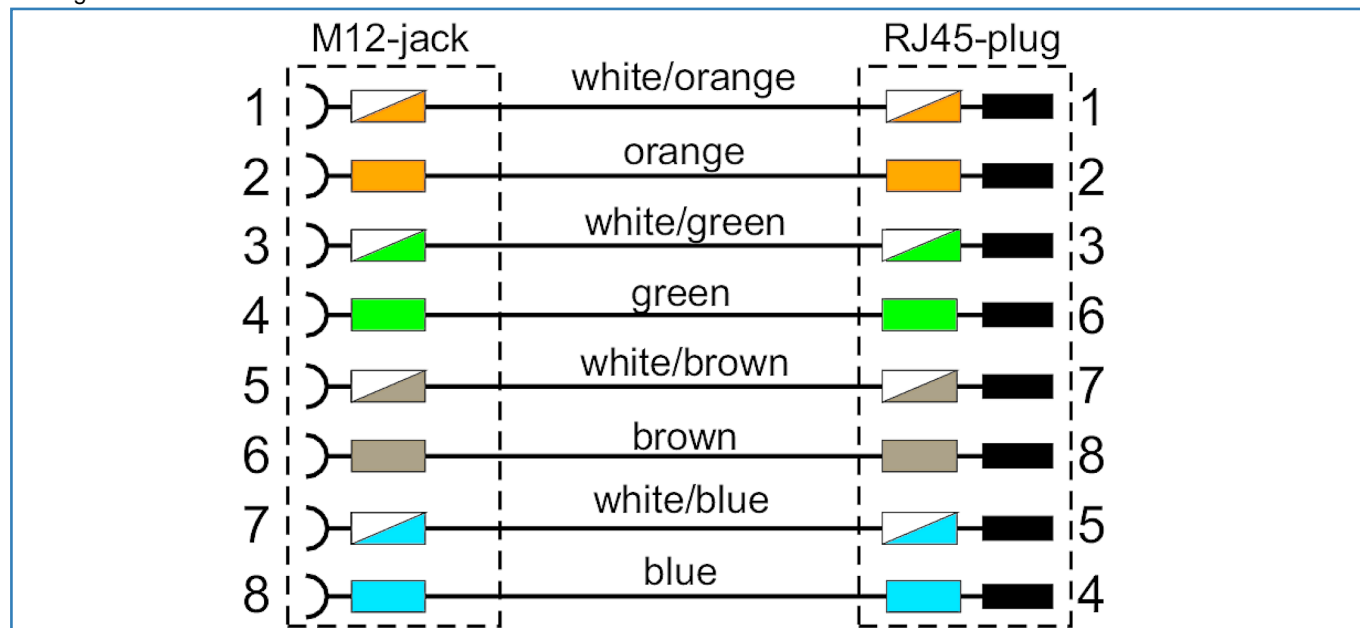 M12-jack RJ45-plug
1 white/orange 1
2 orange 2
3 white/green 3
4 green 6
5 white/brown 7
6 brown 8
7 white/blue 5
8 blue 4